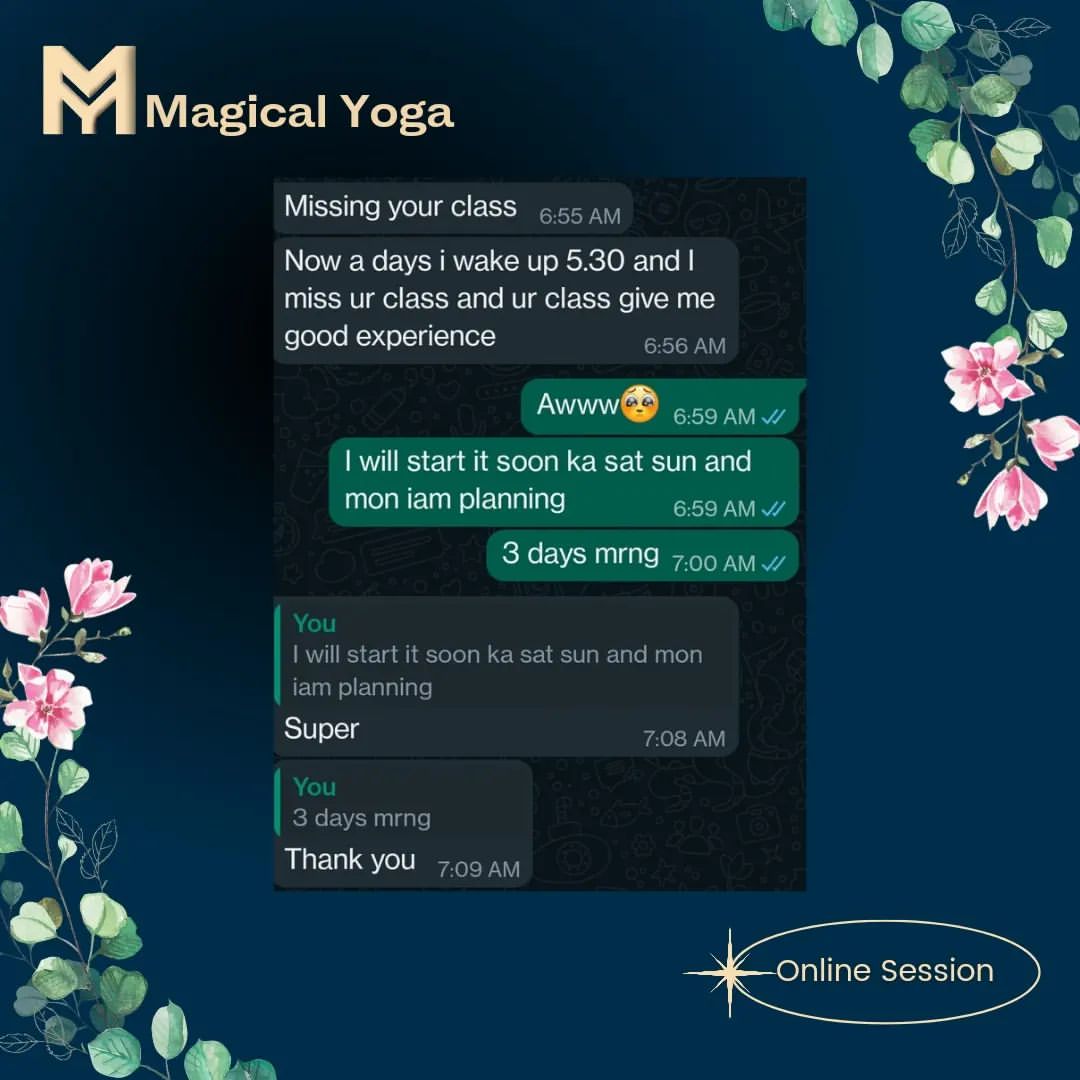 Magical Yoga
Missing your class 6:55 AM
Now a days i wake up 5.30 and I
miss ur class and ur class give me
good experience 6:56 AM
Awww🥺 6:59 AM
I will start it soon ka sat sun and
mon iam planning 6:59 AM
3 days mrng 7:00 AM
You
I will start it soon ka sat sun and mon
iam planning
Super 7:08 AM
You
3 days mrng
Thank you 7:09 AM
Online Session